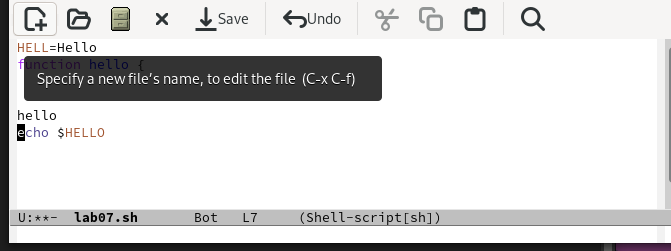 Save Undo
HELL=Hello
function hello {
Specify a new file's name, to edit the file (C-x C-f)
hello
echo $HELLO
U:**- lab07.sh Bot L7 (Shell-script[sh])